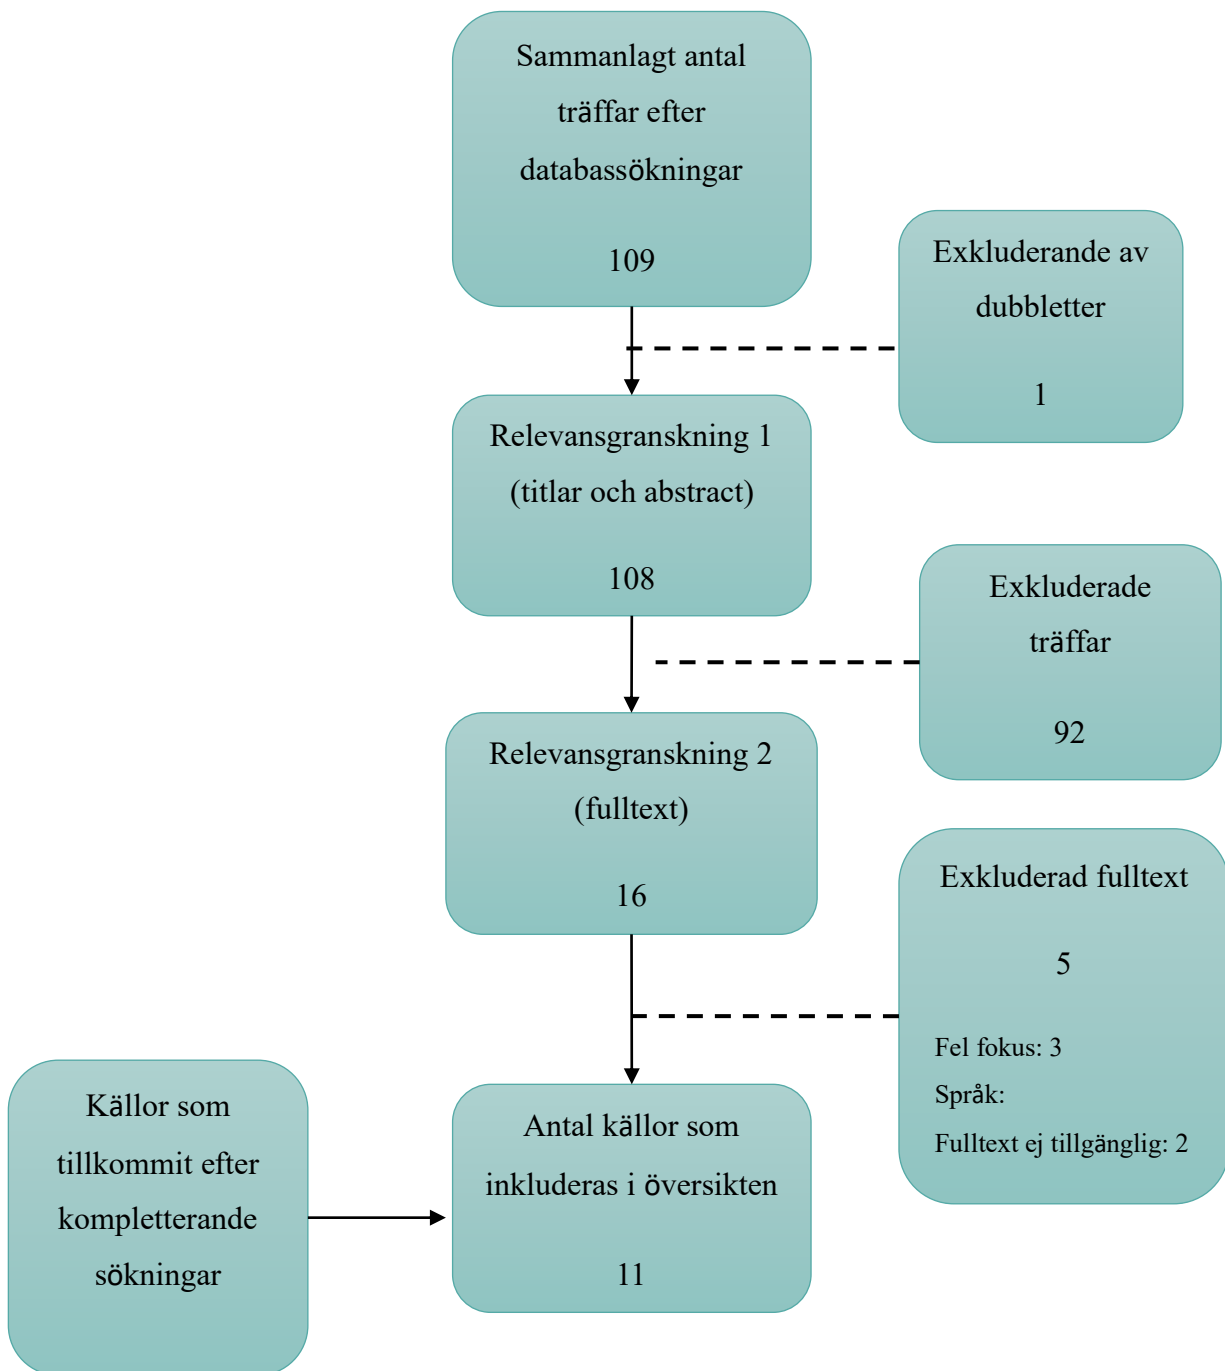 Sammanlagt antal
träffar efter
databassökningar
109
Exkluderande av
dubbletter
1
Relevansgranskning 1
(titlar och abstract)
108
Exkluderade
träffar
92
Relevansgranskning 2
(fulltext)
16
Exkluderad fulltext
5
Fel fokus: 3
Språk:
Fulltext ej tillgänglig: 2
Källor som
tillkommit efter
kompletterande
sökningar
Antal källor som
inkluderas i översikten
11